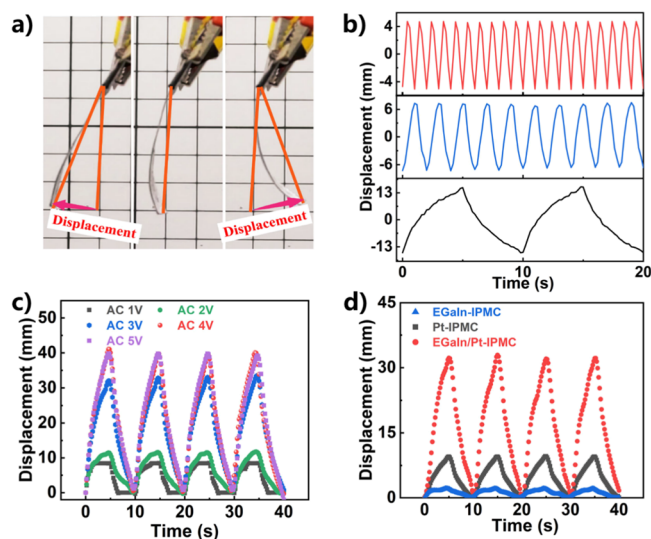 a)
Displacement
Displacement
b)
Displacement (mm)
4
0
-4
6
0
-6
13
0
-13
0
5
10
15
20
Time (s)
c)
Displacement (mm)
AC 1V
AC 2V
AC 3V
AC 4V
AC 5V
50
40
30
20
10
0
0
10
20
30
40
Time (s)
d)
Displacement (mm)
EGaIn-IPMC
Pt-IPMC
EGaIn/Pt-IPMC
45
30
15
0
0
10
20
30
40
Time (s)